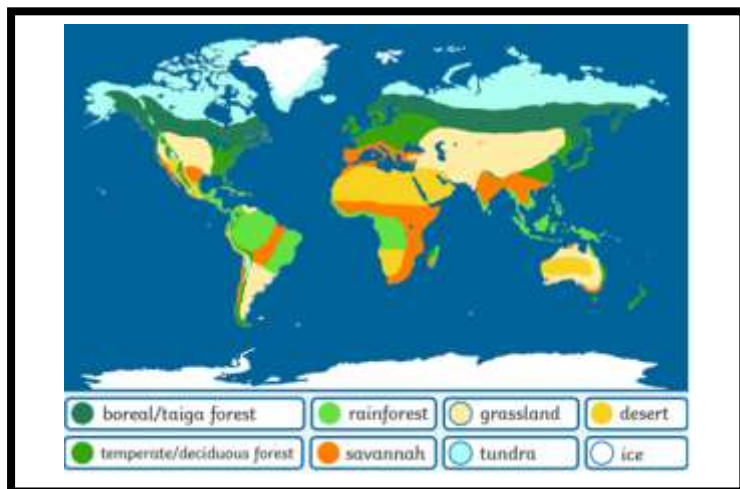 boreal/taiga forest rainforest grassland desert
temperate/deciduous forest savannah tundra ice